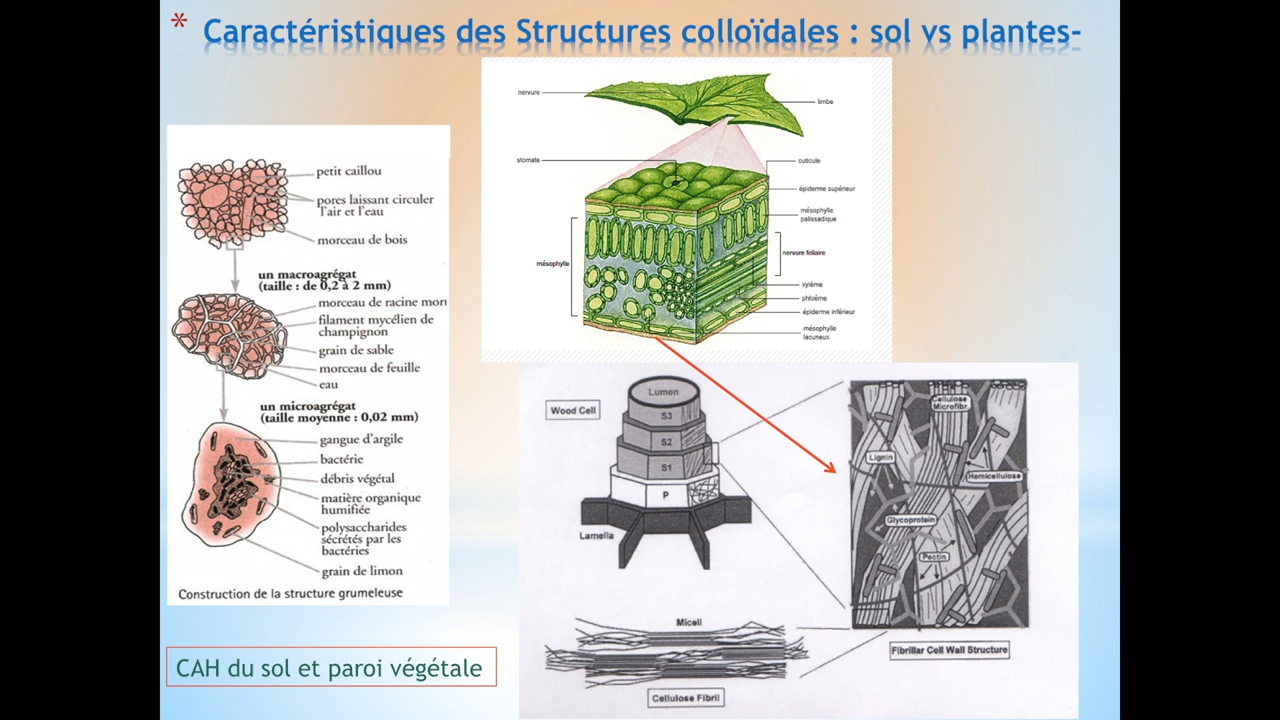 * Caractéristiques des Structures colloïdales : sol vs plantes-
petit caillou
pores laissant circuler
l'air et l'eau
morceau de bois
un macroagrégat
(taille : de 0,2 à 2 mm)
morceau de racine mort
filament mycélien de
champignon
grain de sable
morceau de feuille
eau
un microagrégat
(taille moyenne : 0,02 mm)
gangue d'argile
bactérie
débris végétal
matière organique
humifiée
polysaccharides
sécrétés par les
bactéries
grain de limon
Construction de la structure grumeleuse
CAH du sol et paroi végétale
nervure
limbe
stomate
cuticule
épiderme supérieur
mésophylle
palissadique
mésophylle
nervure foliaire
xylème
phloème
épiderme inférieur
mésophylle
lacuneux
Wood Cell
Lumen
S3
S2
S1
P
Lamella
Cellulose
Microfibr.
Lignin
Hemicellulose
Glycoprotein
Pectin
Fibrillar Cell Wall Structure
Micell
Cellulose Fibril